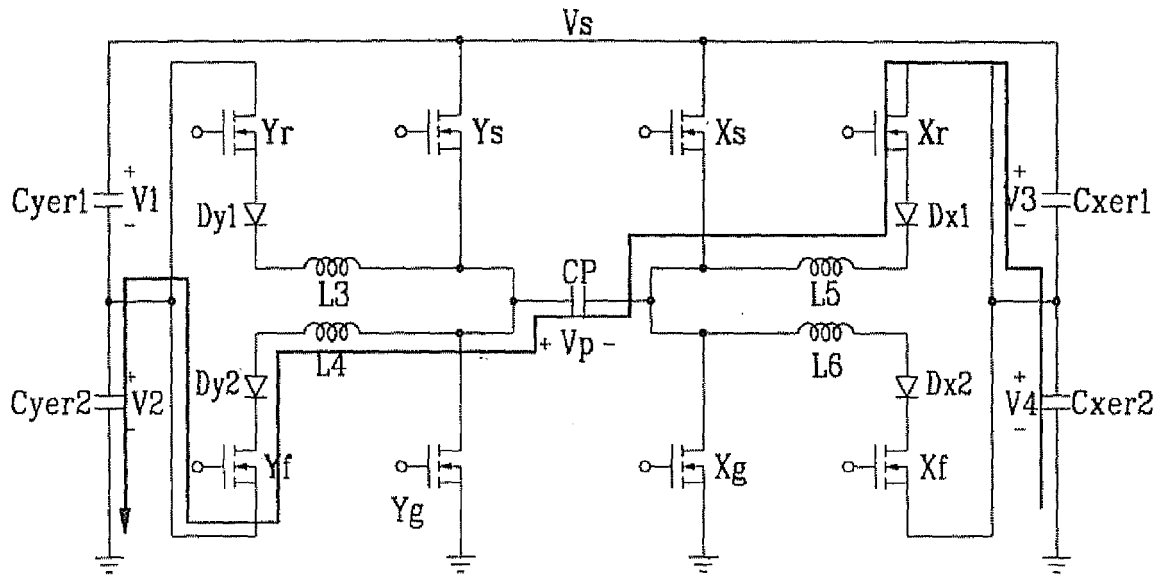 Vs
Yr
Ys
Xs
Xr
+
+
Cyer1
V1
V3
Cxer1
-
-
Dy1
Dx1
CP
L3
L5
+ Vp -
L4
L6
Dy2
Dx2
+
+
Cyer2
V2
V4
Cxer2
-
-
Yf
Yg
Xg
Xf